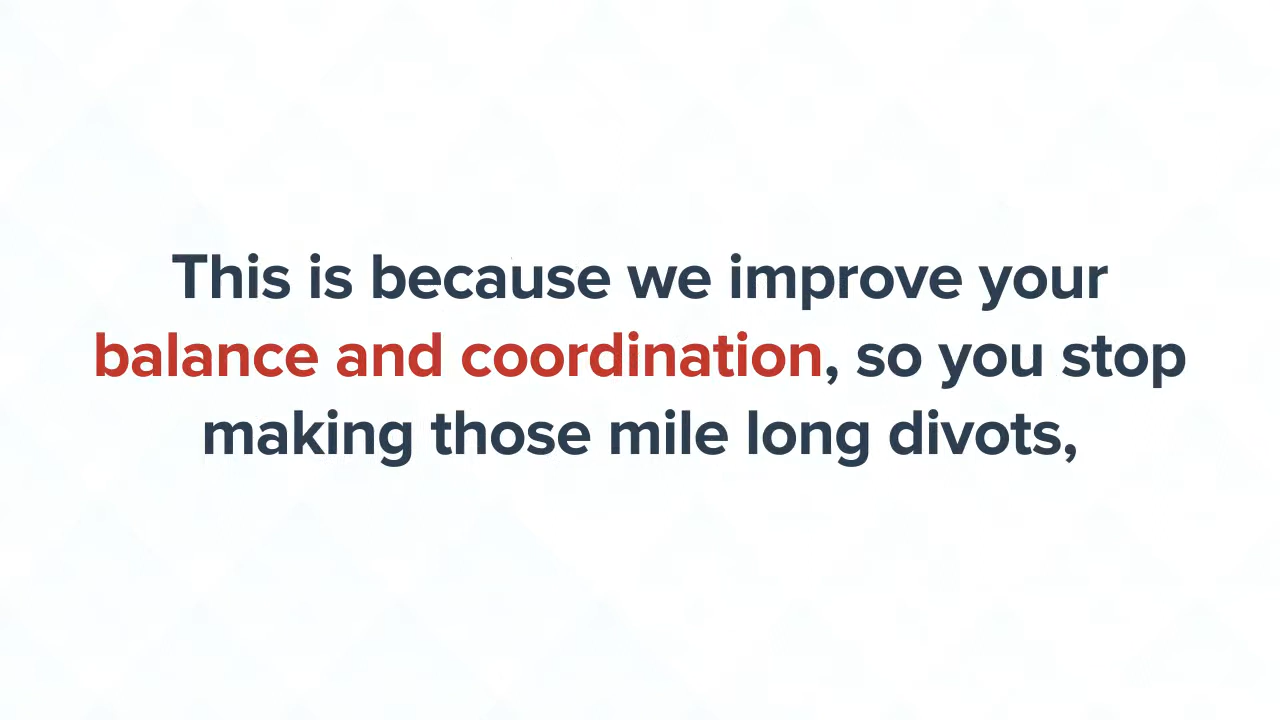 This is because we improve your
balance and coordination, so you stop
making those mile long divots,